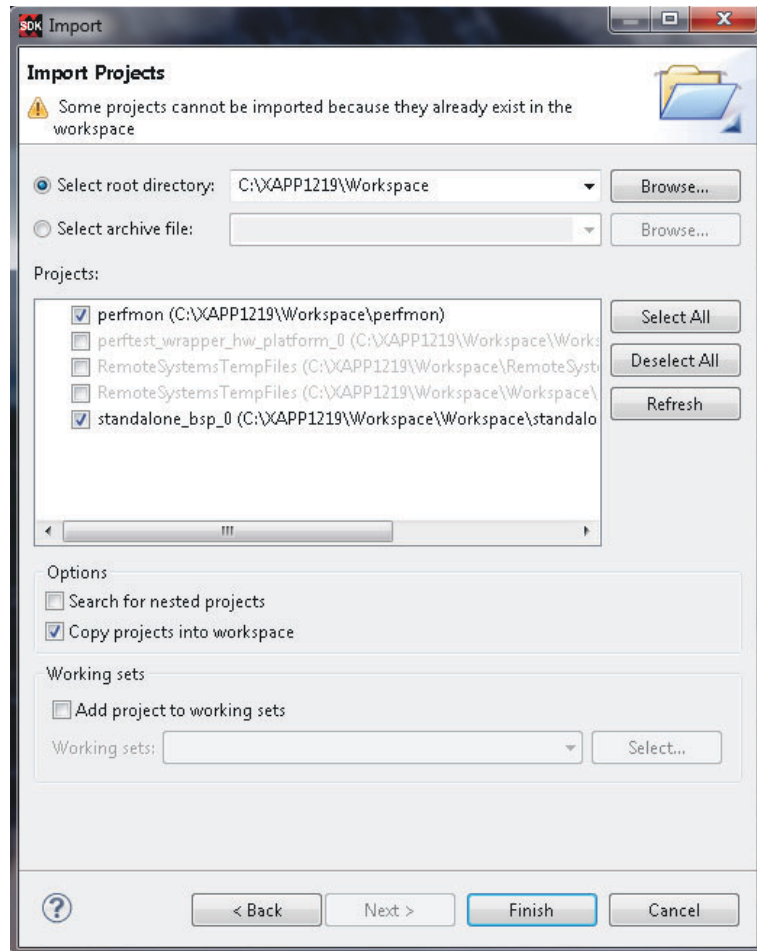 SDK Import
Import Projects
Some projects cannot be imported because they already exist in the
workspace
Select root directory: C:\XAPP1219\Workspace Browse...
Select archive file: Browse...
Projects:
perfmon (C:\XAPP1219\Workspace\perfmon)
perftest_wrapper_hw_platform_0 (C:\XAPP1219\Workspace\Works
RemoteSystemsTempFiles (C:\XAPP1219\Workspace\RemoteSyst
RemoteSystemsTempFiles (C:\XAPP1219\Workspace\Workspace\
standalone_bsp_0 (C:\XAPP1219\Workspace\Workspace\standalo
Select All
Deselect All
Refresh
Options
Search for nested projects
Copy projects into workspace
Working sets
Add project to working sets
Working sets: Select...
? < Back Next > Finish Cancel